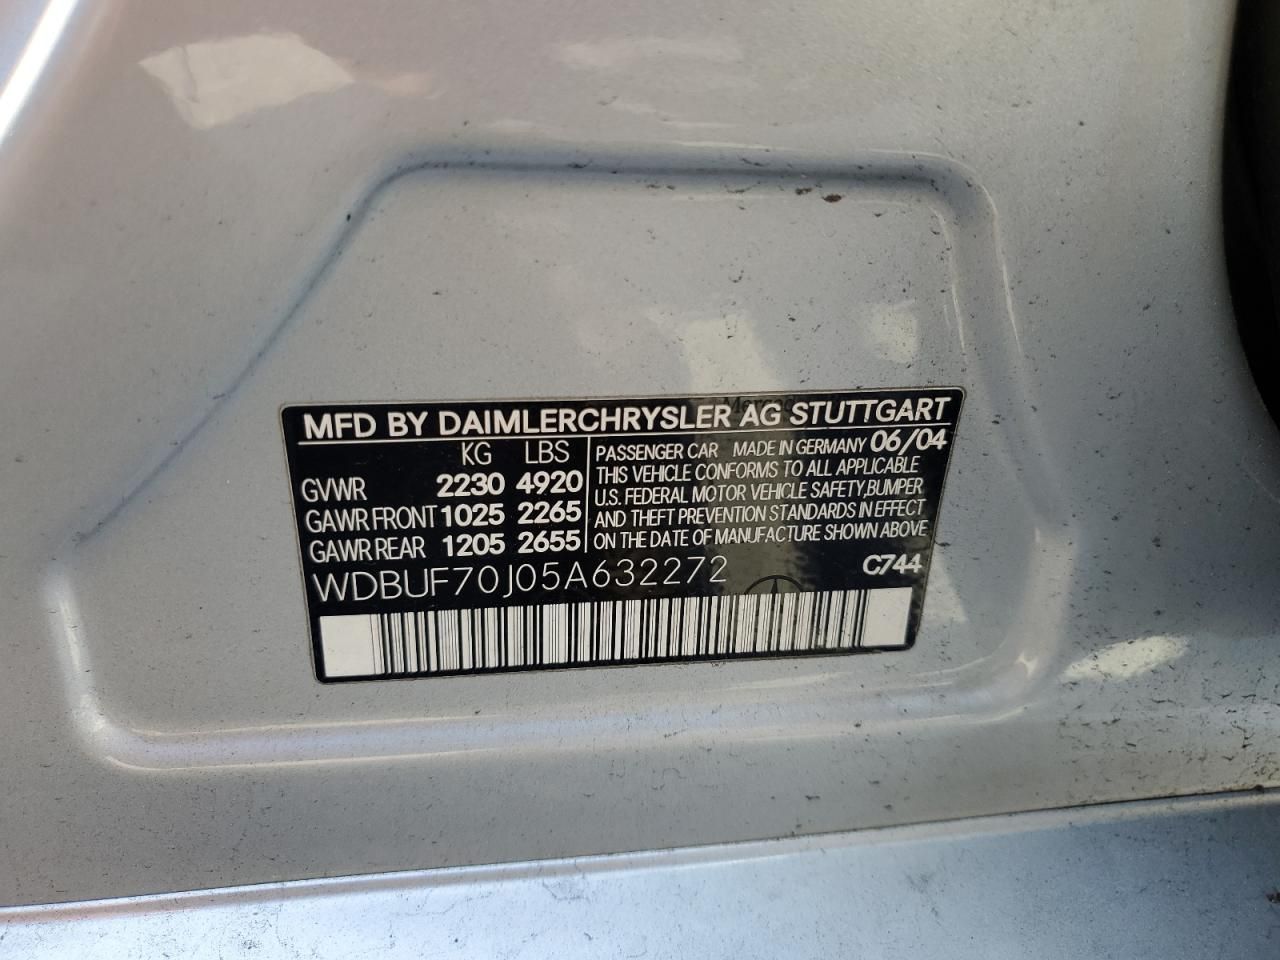 MFD BY DAIMLERCHRYSLER AG STUTTGART
KG LBS
GVWR 2230 4920
GAWR FRONT 1025 2265
GAWR REAR 1205 2655
PASSENGER CAR MADE IN GERMANY 06/04
THIS VEHICLE CONFORMS TO ALL APPLICABLE
U.S. FEDERAL MOTOR VEHICLE SAFETY,BUMPER
AND THEFT PREVENTION STANDARDS IN EFFECT
ON THE DATE OF MANUFACTURE SHOWN ABOVE
WDBUF70J05A632272 C744